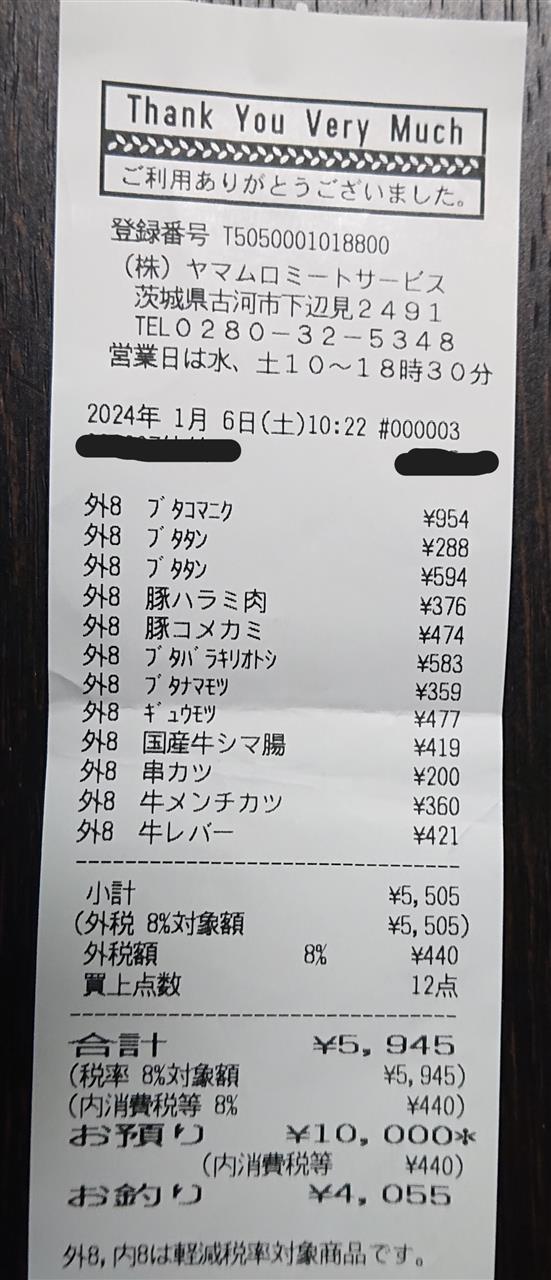 Thank You Very Much
ご利用ありがとうございました。
登録番号 T5050001018800
(株)ヤマムロミートサービス
茨城県古河市下辺見2491
TEL0280-32-5348
営業日は水、土10～18時30分
2024年 1月 6日(土)10:22 #000003
外8 ﾌﾞﾀｺﾏﾆｸ ¥954
外8 ﾌﾞﾀﾀﾝ ¥288
外8 ﾌﾞﾀﾀﾝ ¥594
外8 豚ハラミ肉 ¥376
外8 豚コメカミ ¥474
外8 ﾌﾞﾀﾊﾞﾗｷﾘｵﾄｼ ¥583
外8 ﾌﾞﾀﾅﾏﾓﾂ ¥359
外8 ｷﾞｭｳﾓﾂ ¥477
外8 国産牛シマ腸 ¥419
外8 串カツ ¥200
外8 牛メンチカツ ¥360
外8 牛レバー ¥421
小計 ¥5,505
(外税 8%対象額 ¥5,505)
外税額 8% ¥440
買上点数 12点
合計 ¥5,945
(税率 8%対象額 ¥5,945)
(内消費税等 8% ¥440)
お預り ¥10,000*
(内消費税等 ¥440)
お釣り ¥4,055
外8,内8は軽減税率対象商品です。